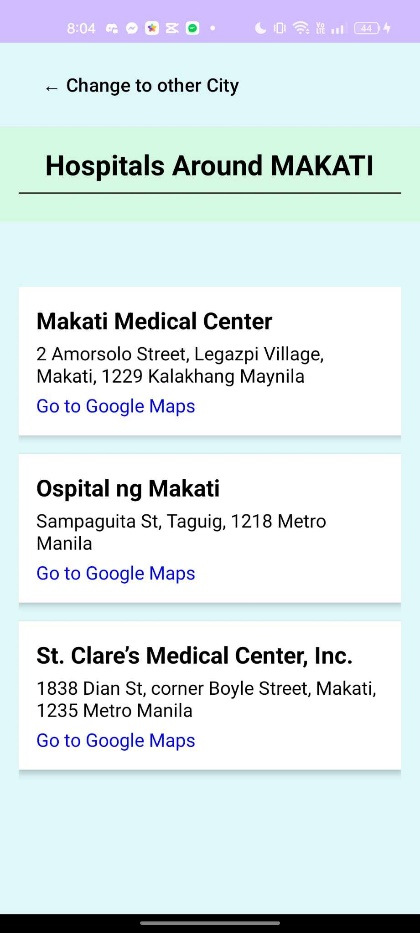 8:04
44
← Change to other City
Hospitals Around MAKATI
Makati Medical Center
2 Amorsolo Street, Legazpi Village,
Makati, 1229 Kalakhang Maynila
Go to Google Maps
Ospital ng Makati
Sampaguita St, Taguig, 1218 Metro
Manila
Go to Google Maps
St. Clare’s Medical Center, Inc.
1838 Dian St, corner Boyle Street, Makati,
1235 Metro Manila
Go to Google Maps